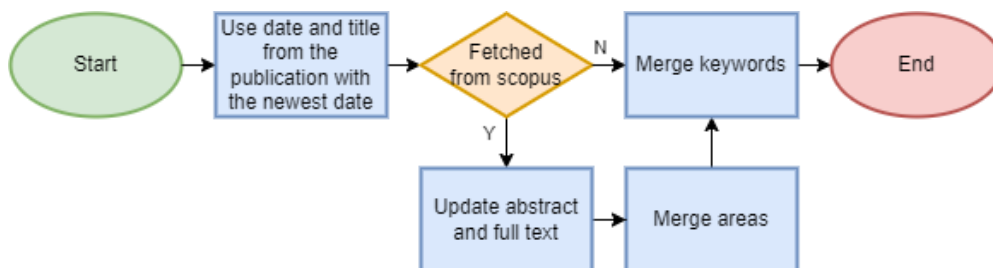 Start
Use date and title
from the
publication with
the newest date
Fetched
from scopus
N
Merge keywords
End
Y
Update abstract
and full text
Merge areas